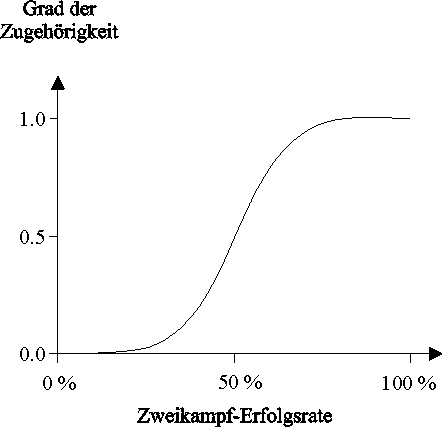 Grad der
Zugehörigkeit
1.0
0.5
0.0
0 %
50 %
100 %
Zweikampf-Erfolgsrate